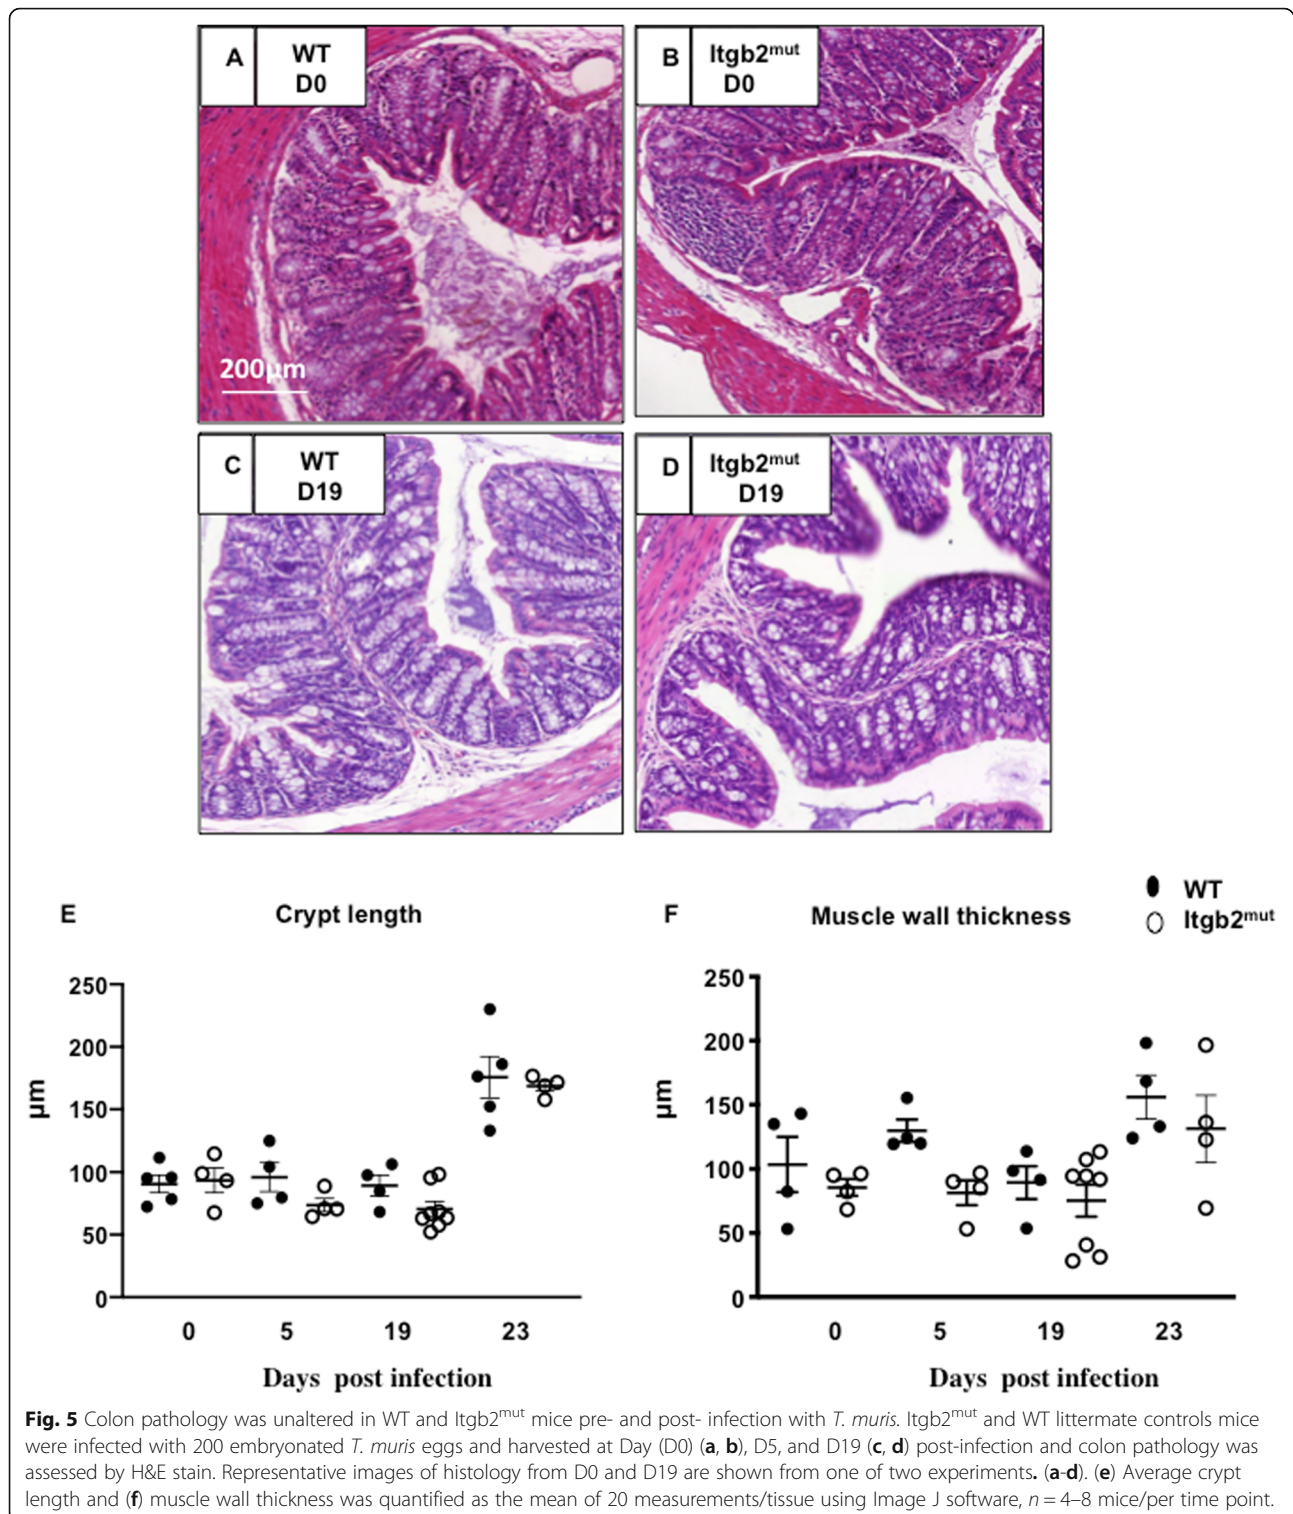 A WT
D0
B Itgb2mut
D0
200µm
C WT
D19
D Itgb2mut
D19
WT
Itgb2mut
E Crypt length
250
200
150
100
50
0
µm
0 5 19 23
Days post infection
F Muscle wall thickness
250
200
150
100
50
0
µm
0 5 19 23
Days post infection
Fig. 5 Colon pathology was unaltered in WT and Itgb2mut mice pre- and post- infection with T. muris. Itgb2mut and WT littermate controls mice
were infected with 200 embryonated T. muris eggs and harvested at Day (D0) (a, b), D5, and D19 (c, d) post-infection and colon pathology was
assessed by H&E stain. Representative images of histology from D0 and D19 are shown from one of two experiments. (a-d). (e) Average crypt
length and (f) muscle wall thickness was quantified as the mean of 20 measurements/tissue using Image J software, n = 4–8 mice/per time point.